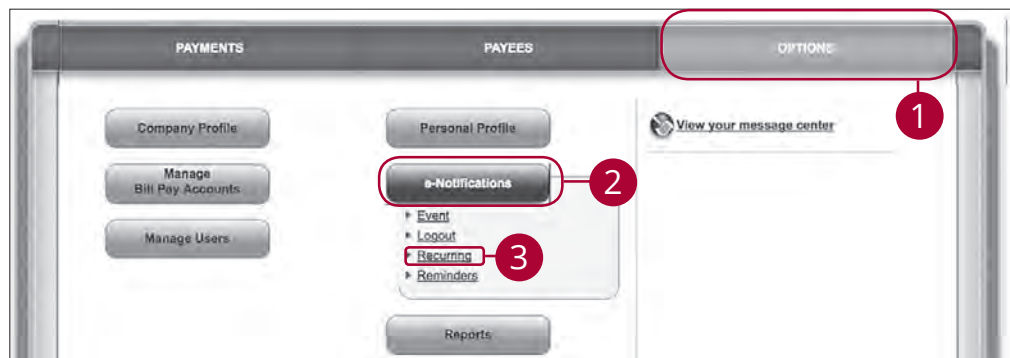 PAYMENTS
PAYEES
OPTIONS
1
Company Profile
Manage
Bill Pay Accounts
Manage Users
Personal Profile
e-Notifications
2
Event
Logout
Recurring
3
Reminders
Reports
View your message center